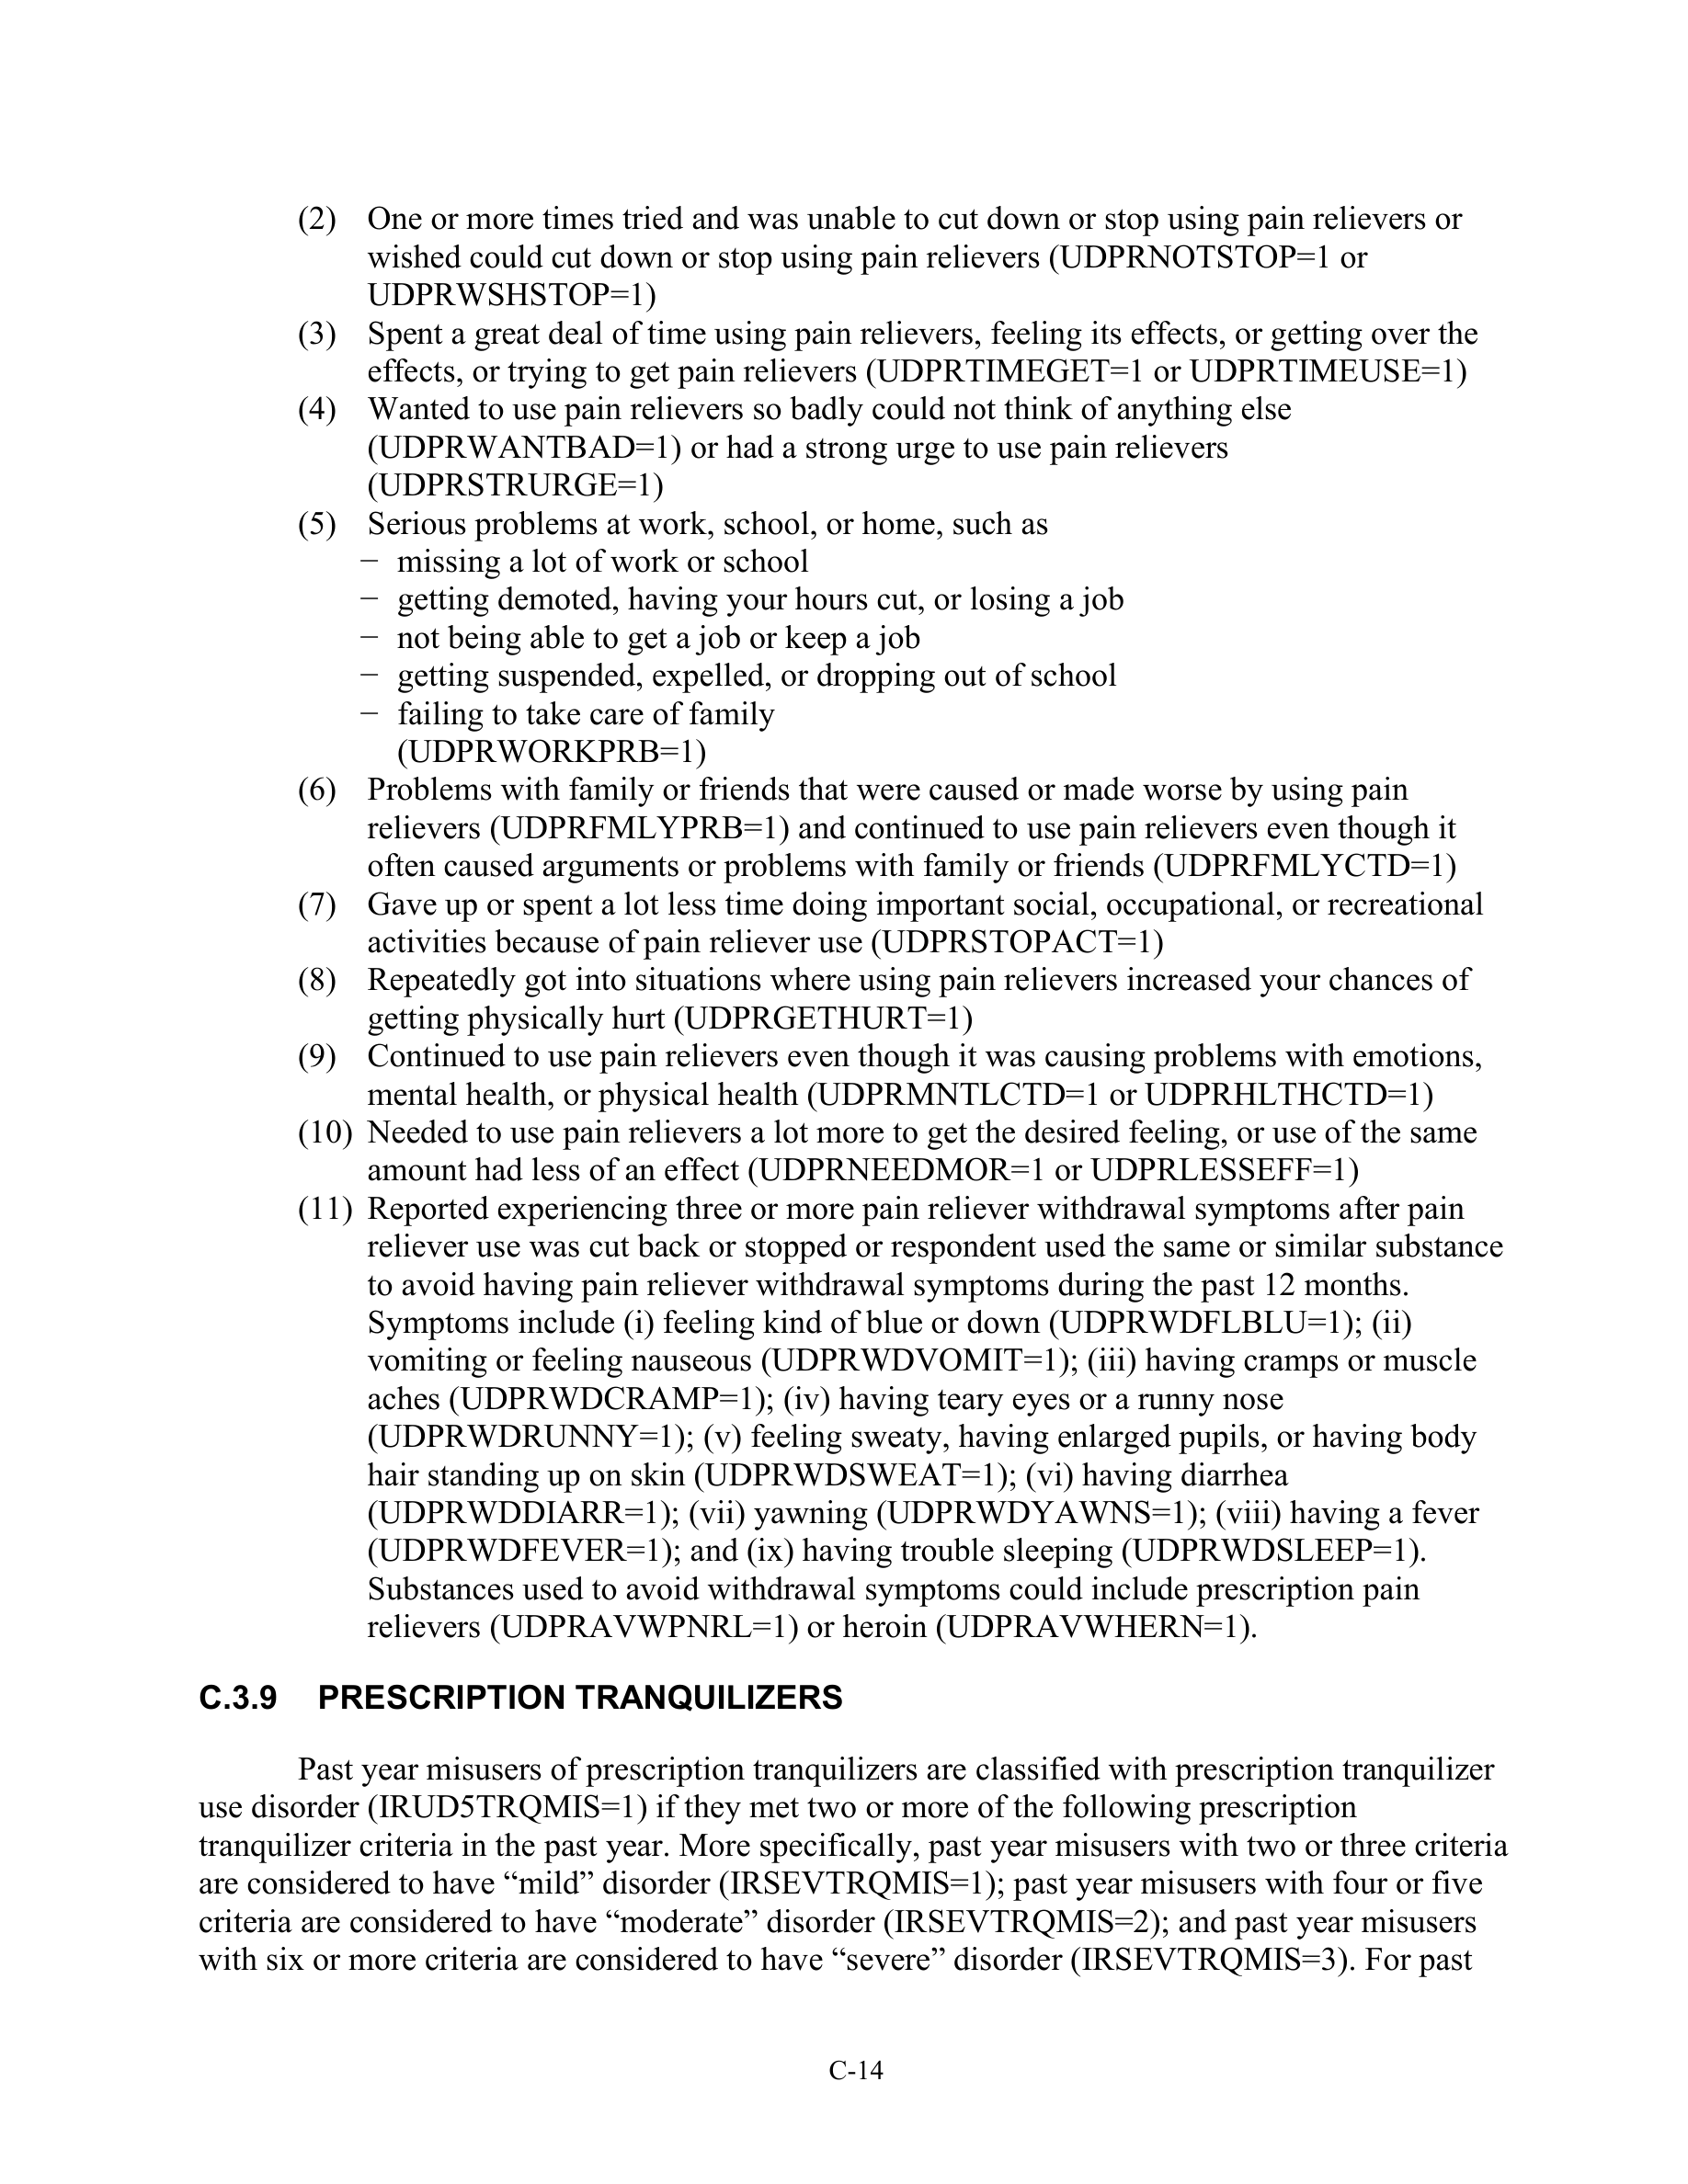 (2) One or more times tried and was unable to cut down or stop using pain relievers or
wished could cut down or stop using pain relievers (UDPRNOTSTOP=1 or
UDPRWSHSTOP=1)
(3) Spent a great deal of time using pain relievers, feeling its effects, or getting over the
effects, or trying to get pain relievers (UDPRTIMEGET=1 or UDPRTIMEUSE=1)
(4) Wanted to use pain relievers so badly could not think of anything else
(UDPRWANTBAD=1) or had a strong urge to use pain relievers
(UDPRSTRURGE=1)
(5) Serious problems at work, school, or home, such as
− missing a lot of work or school
− getting demoted, having your hours cut, or losing a job
− not being able to get a job or keep a job
− getting suspended, expelled, or dropping out of school
− failing to take care of family
(UDPRWORKPRB=1)
(6) Problems with family or friends that were caused or made worse by using pain
relievers (UDPRFMLYPRB=1) and continued to use pain relievers even though it
often caused arguments or problems with family or friends (UDPRFMLYCTD=1)
(7) Gave up or spent a lot less time doing important social, occupational, or recreational
activities because of pain reliever use (UDPRSTOPACT=1)
(8) Repeatedly got into situations where using pain relievers increased your chances of
getting physically hurt (UDPRGETHURT=1)
(9) Continued to use pain relievers even though it was causing problems with emotions,
mental health, or physical health (UDPRMNTLCTD=1 or UDPRHLTHCTD=1)
(10) Needed to use pain relievers a lot more to get the desired feeling, or use of the same
amount had less of an effect (UDPRNEEDMOR=1 or UDPRLESSEFF=1)
(11) Reported experiencing three or more pain reliever withdrawal symptoms after pain
reliever use was cut back or stopped or respondent used the same or similar substance
to avoid having pain reliever withdrawal symptoms during the past 12 months.
Symptoms include (i) feeling kind of blue or down (UDPRWDFLBLU=1); (ii)
vomiting or feeling nauseous (UDPRWDVOMIT=1); (iii) having cramps or muscle
aches (UDPRWDCRAMP=1); (iv) having teary eyes or a runny nose
(UDPRWDRUNNY=1); (v) feeling sweaty, having enlarged pupils, or having body
hair standing up on skin (UDPRWDSWEAT=1); (vi) having diarrhea
(UDPRWDDIARR=1); (vii) yawning (UDPRWDYAWNS=1); (viii) having a fever
(UDPRWDFEVER=1); and (ix) having trouble sleeping (UDPRWDSLEEP=1).
Substances used to avoid withdrawal symptoms could include prescription pain
relievers (UDPRAVWPNRL=1) or heroin (UDPRAVWHERN=1).
C.3.9 PRESCRIPTION TRANQUILIZERS
Past year misusers of prescription tranquilizers are classified with prescription tranquilizer
use disorder (IRUD5TRQMIS=1) if they met two or more of the following prescription
tranquilizer criteria in the past year. More specifically, past year misusers with two or three criteria
are considered to have “mild” disorder (IRSEVTRQMIS=1); past year misusers with four or five
criteria are considered to have “moderate” disorder (IRSEVTRQMIS=2); and past year misusers
with six or more criteria are considered to have “severe” disorder (IRSEVTRQMIS=3). For past
C-14